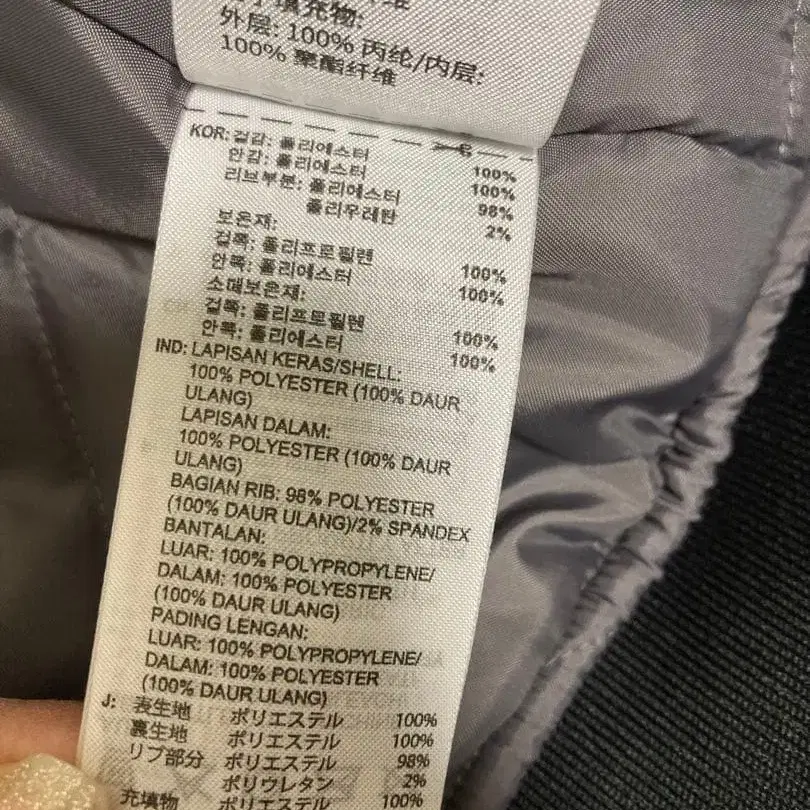 填充物:
外层: 100% 丙纶/内层:
100% 聚酯纤维
KOR: 겉감: 폴리에스터 100%
안감: 폴리에스터 100%
리브부분: 폴리에스터 98%
폴리우레탄 2%
보온재:
겉쪽: 폴리프로필렌 100%
안쪽: 폴리에스터 100%
소매보온재:
겉쪽: 폴리프로필렌 100%
안쪽: 폴리에스터 100%
IND: LAPISAN KERAS/SHELL:
100% POLYESTER (100% DAUR
ULANG)
LAPISAN DALAM:
100% POLYESTER (100% DAUR
ULANG)
BAGIAN RIB: 98% POLYESTER
(100% DAUR ULANG)/2% SPANDEX
BANTALAN:
LUAR: 100% POLYPROPYLENE/
DALAM: 100% POLYESTER
(100% DAUR ULANG)
PADING LENGAN:
LUAR: 100% POLYPROPYLENE/
DALAM: 100% POLYESTER
(100% DAUR ULANG)
J: 表生地 ポリエステル 100%
裏生地 ポリエステル 100%
リブ部分 ポリエステル 98%
ポリウレタン 2%
充填物 ポリエステル 100%